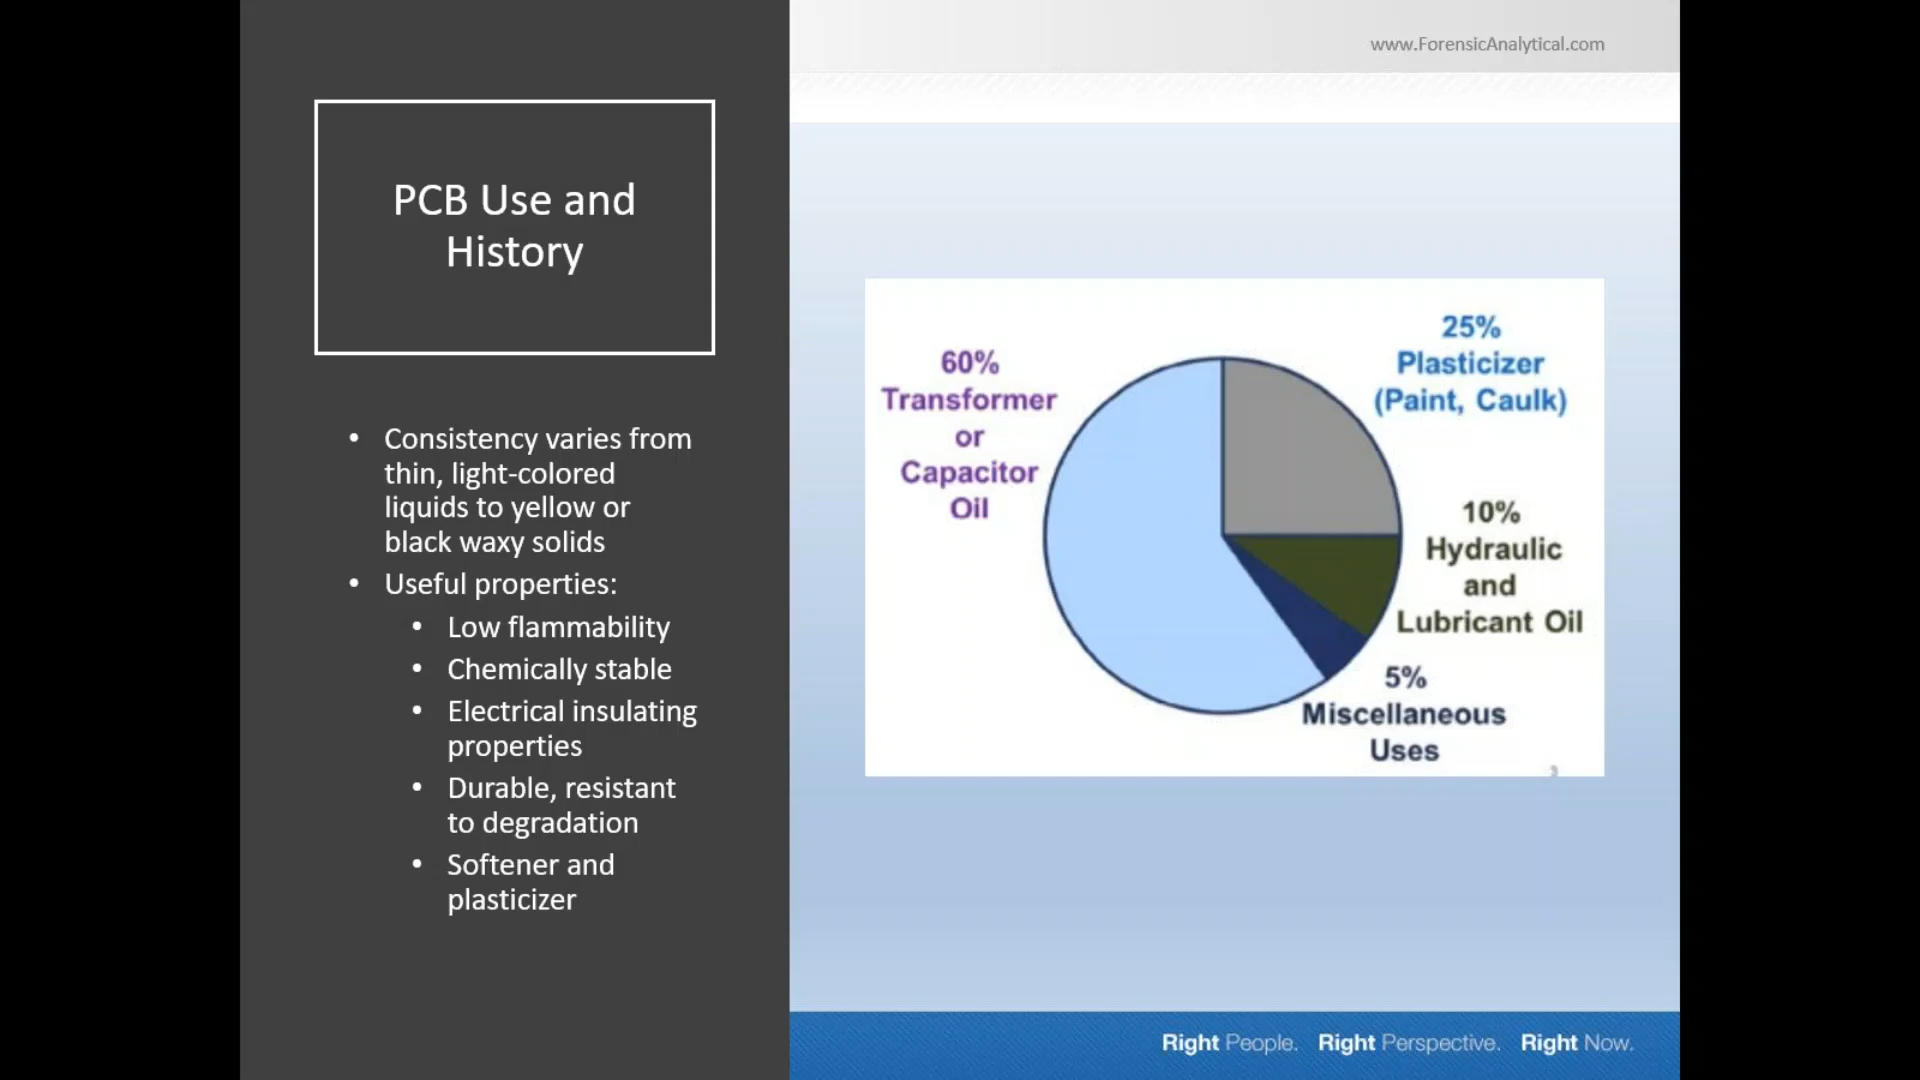 www.ForensicAnalytical.com
PCB Use and
History
• Consistency varies from
thin, light-colored
liquids to yellow or
black waxy solids
• Useful properties:
• Low flammability
• Chemically stable
• Electrical insulating
properties
• Durable, resistant
to degradation
• Softener and
plasticizer
60%
Transformer
or
Capacitor
Oil
25%
Plasticizer
(Paint, Caulk)
10%
Hydraulic
and
Lubricant Oil
5%
Miscellaneous
Uses
3
Right People. Right Perspective. Right Now.